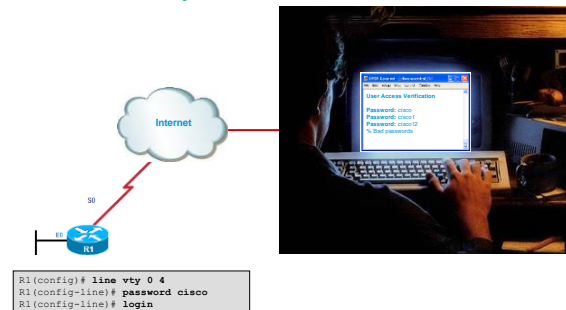 User Access Verification
Password: cisco
Password: cisco1
Password: cisco12
% Bad passwords
Internet
S0
E0
R1
R1(config)# line vty 0 4
R1(config-line)# password cisco
R1(config-line)# login